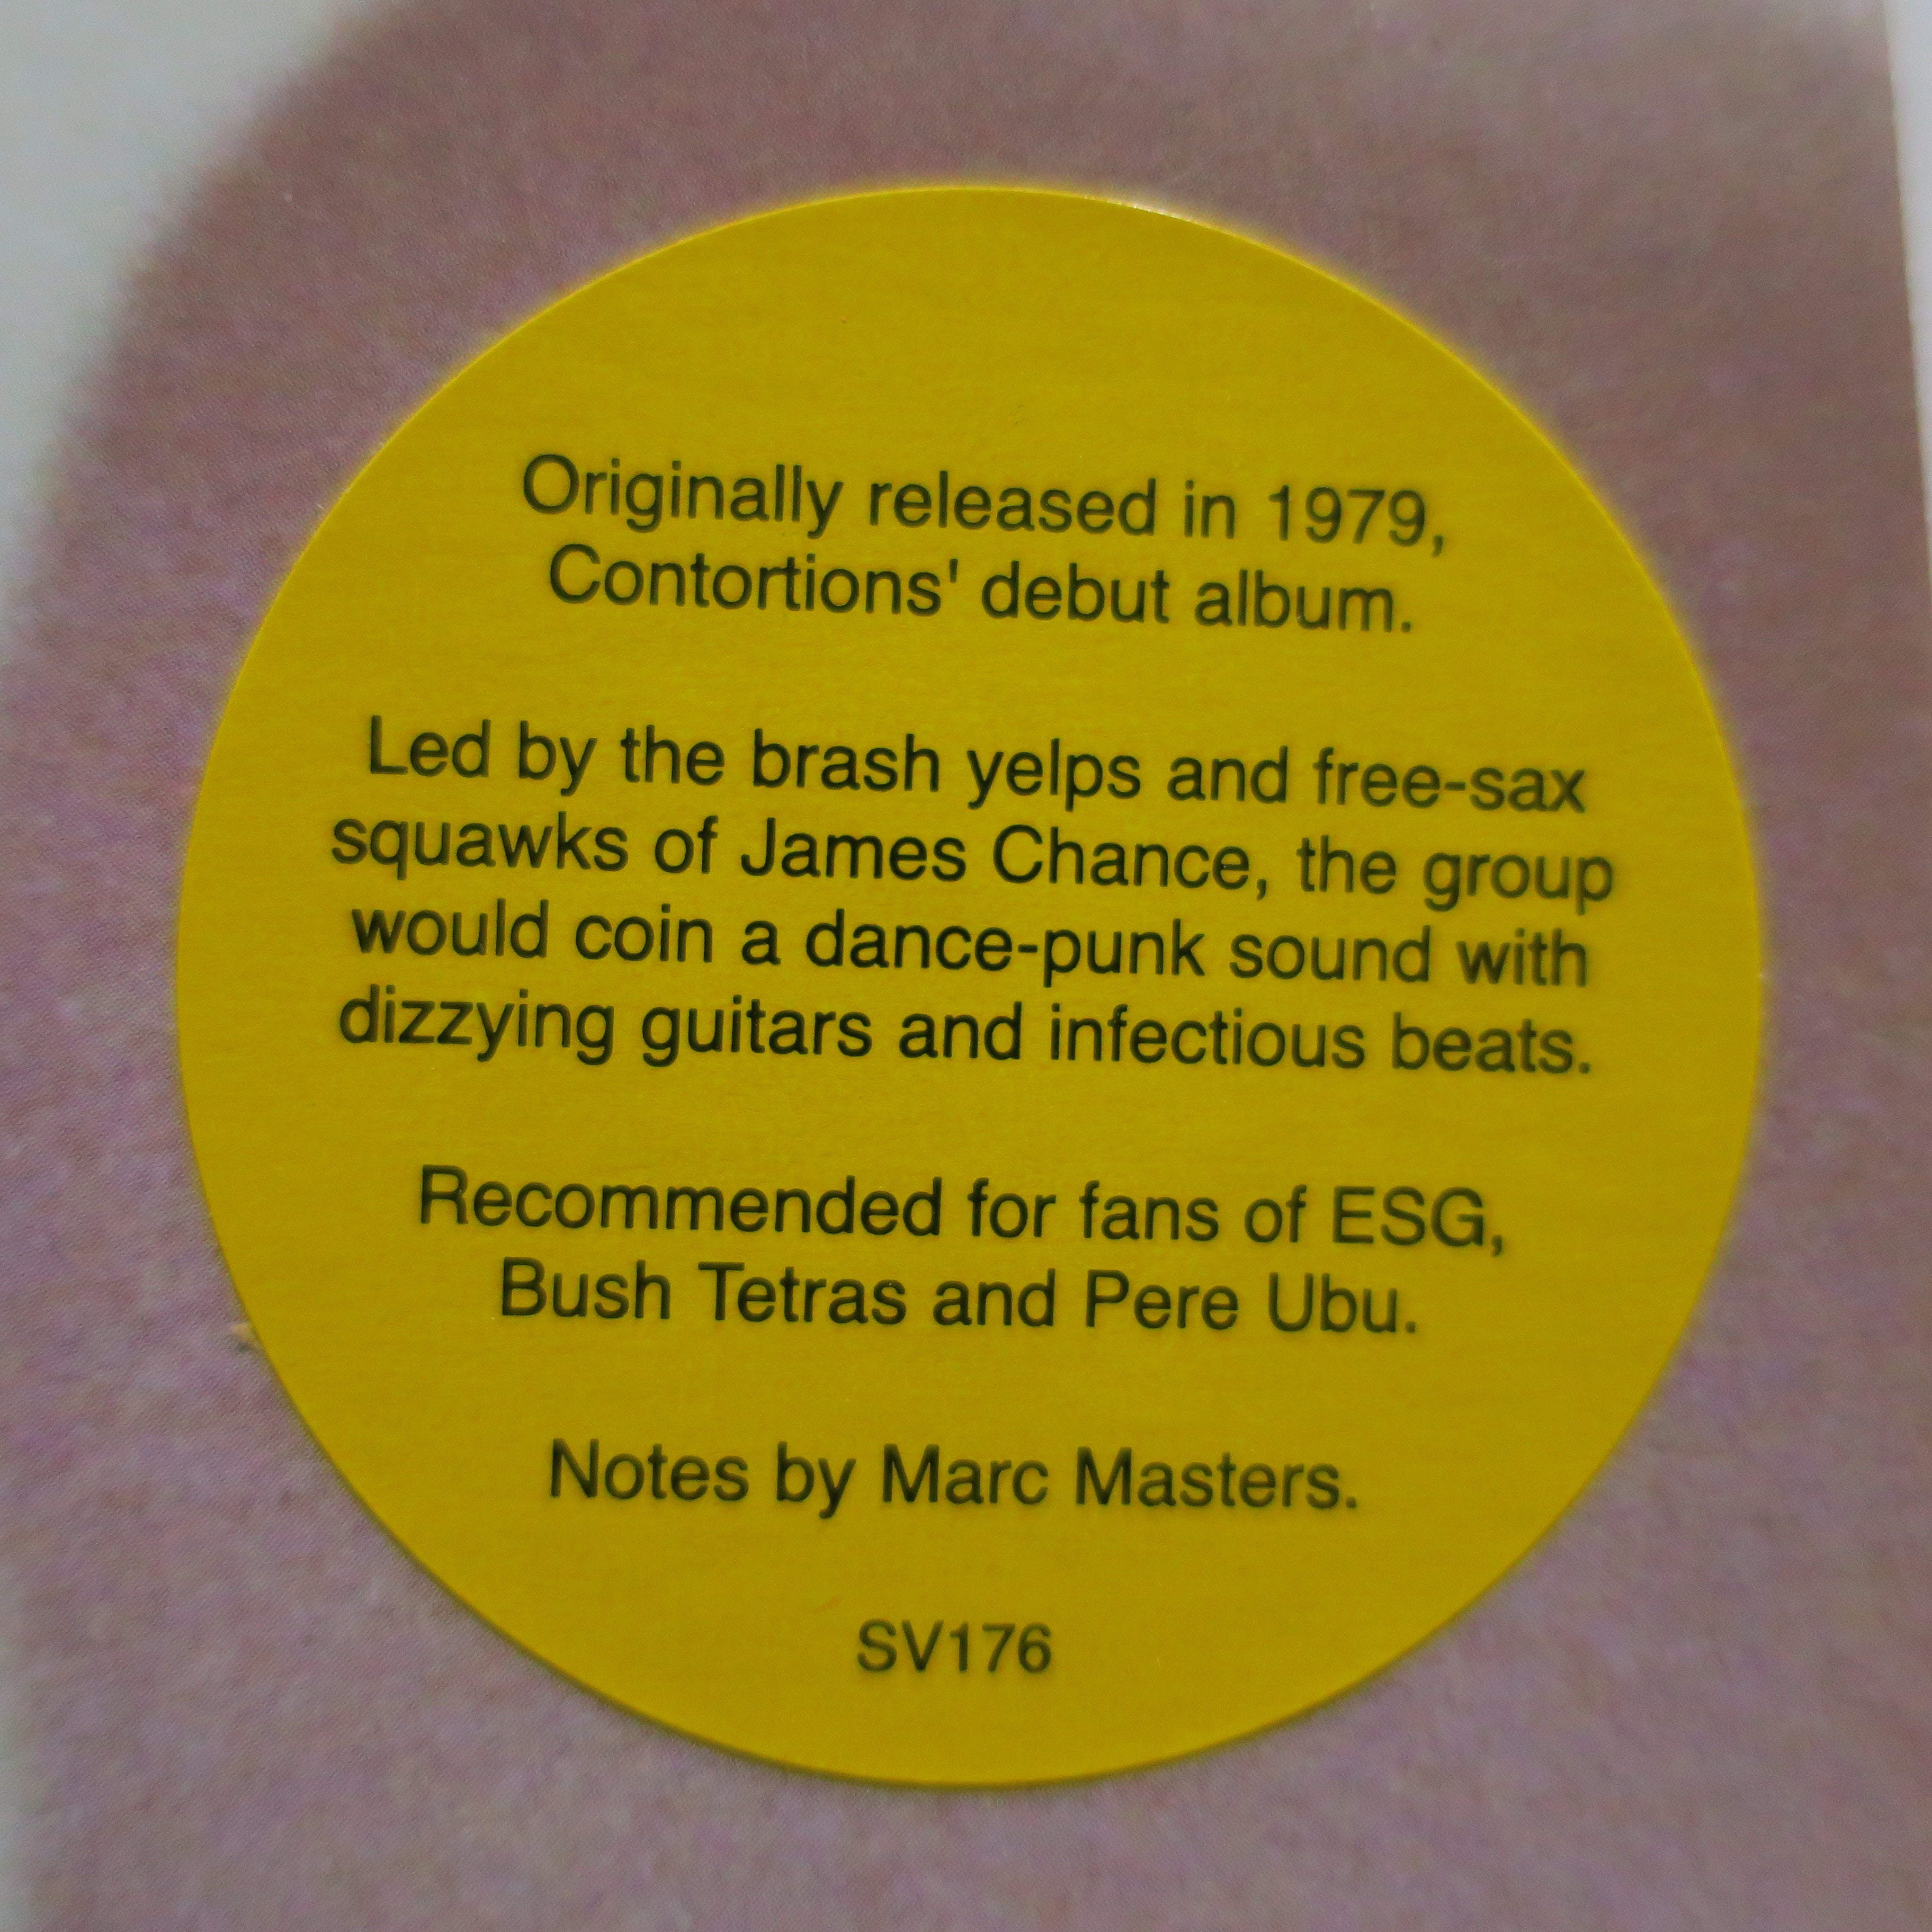 Originally released in 1979,
Contortions' debut album.
Led by the brash yelps and free-sax
squawks of James Chance, the group
would coin a dance-punk sound with
dizzying guitars and infectious beats.
Recommended for fans of ESG,
Bush Tetras and Pere Ubu.
Notes by Marc Masters.
SV176